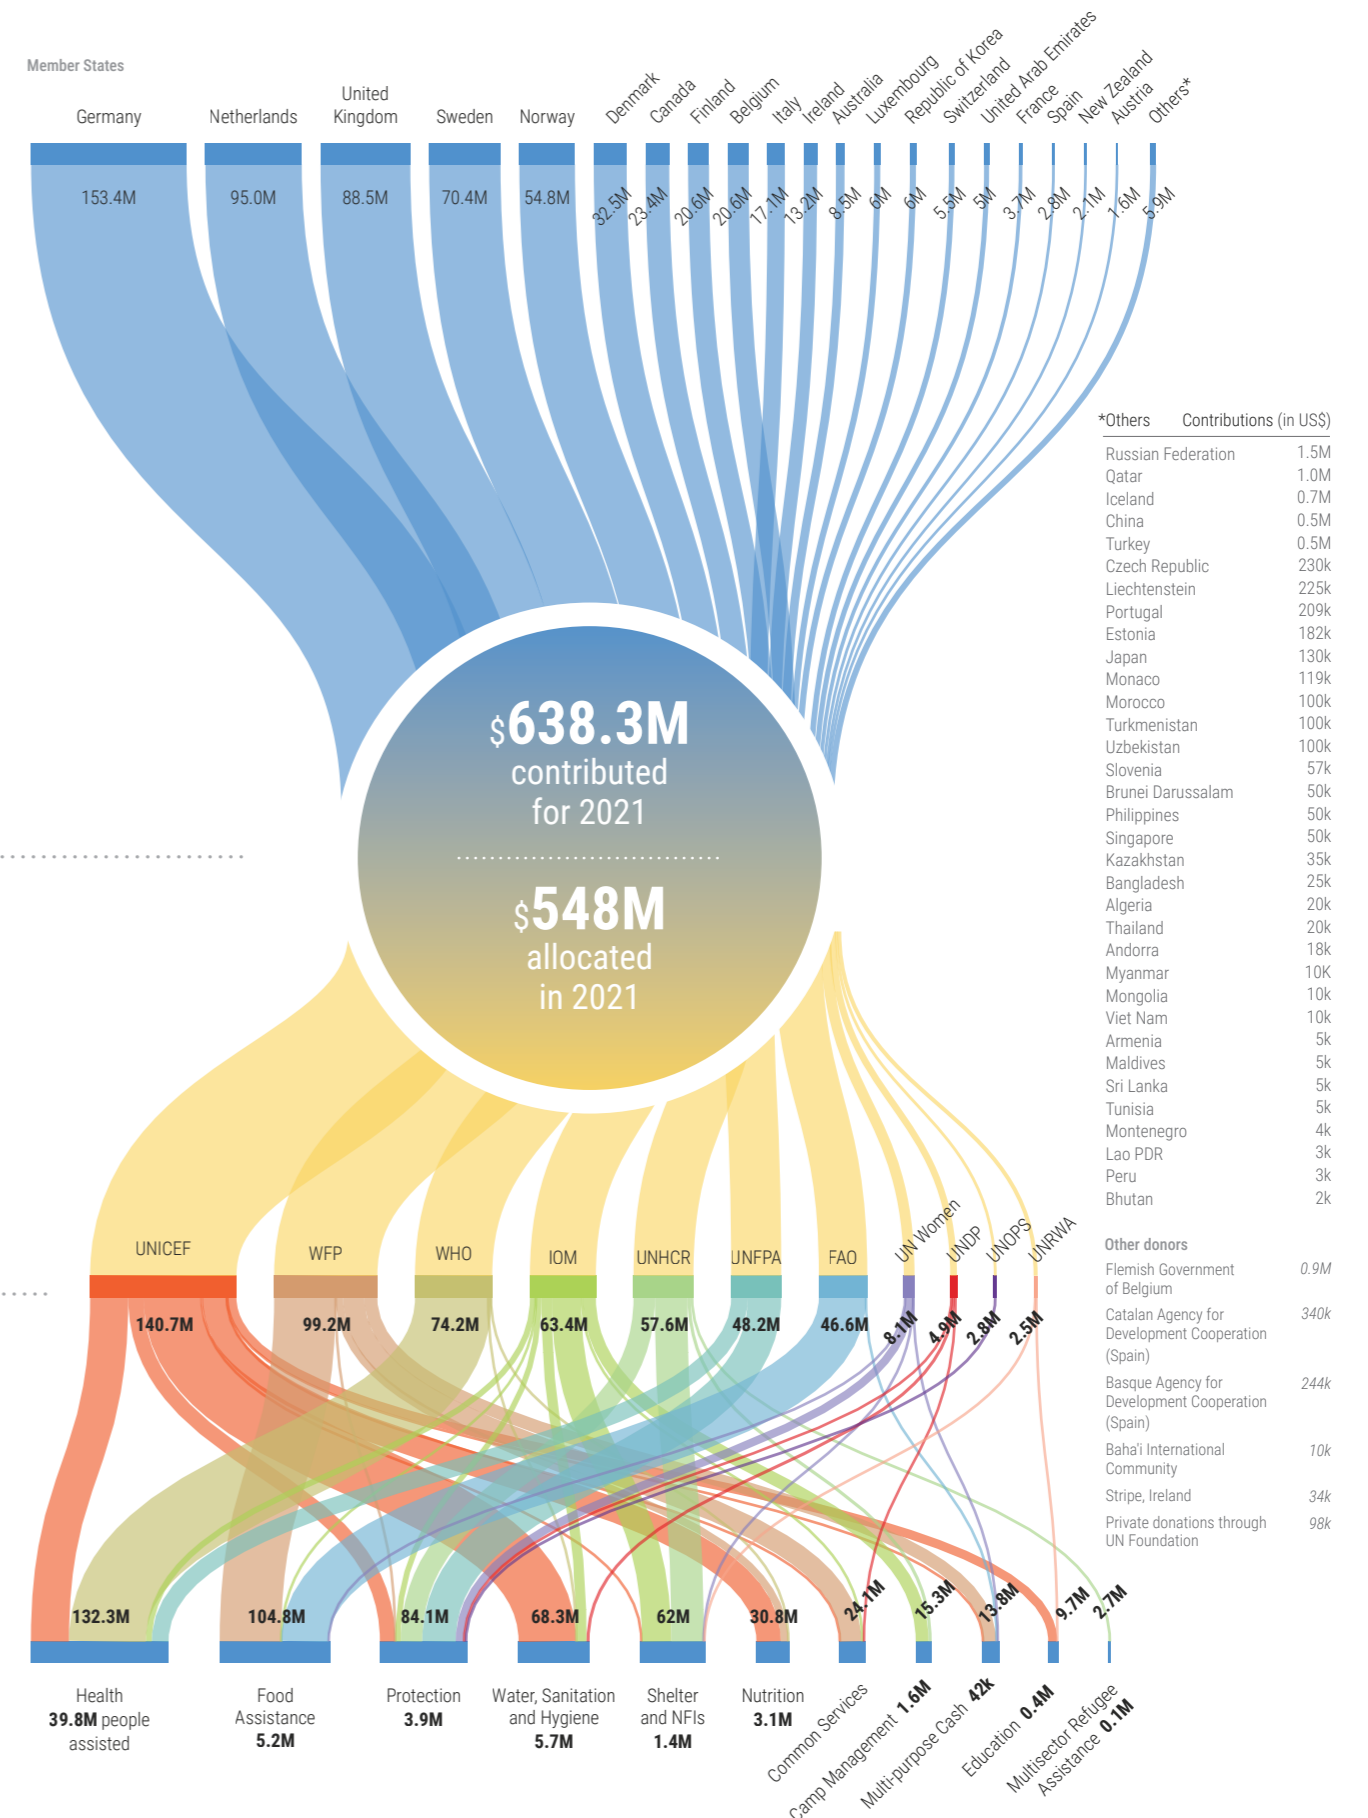 Member States
Germany
Netherlands
United
Kingdom
Sweden
Norway
Denmark
Canada
Finland
Belgium
Italy
Ireland
Australia
Luxembourg
Republic of Korea
Switzerland
United Arab Emirates
France
Spain
New Zealand
Austria
Others*
153.4M
95.0M
88.5M
70.4M
54.8M
32.5M
23.4M
20.6M
20.6M
17.1M
13.2M
8.5M
6M
6M
5.5M
5M
3.7M
2.8M
2.1M
1.6M
5.9M
$638.3M
contributed
for 2021
$548M
allocated
in 2021
*Others Contributions (in US$)
Russian Federation 1.5M
Qatar 1.0M
Iceland 0.7M
China 0.5M
Turkey 0.5M
Czech Republic 230k
Liechtenstein 225k
Portugal 209k
Estonia 182k
Japan 130k
Monaco 119k
Morocco 100k
Turkmenistan 100k
Uzbekistan 100k
Slovenia 57k
Brunei Darussalam 50k
Philippines 50k
Singapore 50k
Kazakhstan 35k
Bangladesh 25k
Algeria 20k
Thailand 20k
Andorra 18k
Myanmar 10K
Mongolia 10k
Viet Nam 10k
Armenia 5k
Maldives 5k
Sri Lanka 5k
Tunisia 5k
Montenegro 4k
Lao PDR 3k
Peru 3k
Bhutan 2k
Other donors
Flemish Government 0.9M
of Belgium
Catalan Agency for 340k
Development Cooperation
(Spain)
Basque Agency for 244k
Development Cooperation
(Spain)
Baha'i International 10k
Community
Stripe, Ireland 34k
Private donations through 98k
UN Foundation
UNICEF
WFP
WHO
IOM
UNHCR
UNFPA
FAO
UN Women
UNDP
UNOPS
UNRWA
140.7M
99.2M
74.2M
63.4M
57.6M
48.2M
46.6M
8.1M
4.9M
2.8M
2.5M
132.3M
104.8M
84.1M
68.3M
62M
30.8M
24.1M
15.3M
13.8M
9.7M
2.7M
Health
39.8M people
assisted
Food
Assistance
5.2M
Protection
3.9M
Water, Sanitation
and Hygiene
5.7M
Shelter
and NFIs
1.4M
Nutrition
3.1M
Common Services
Camp Management 1.6M
Multi-purpose Cash 42k
Education 0.4M
Multisector Refugee
Assistance 0.1M